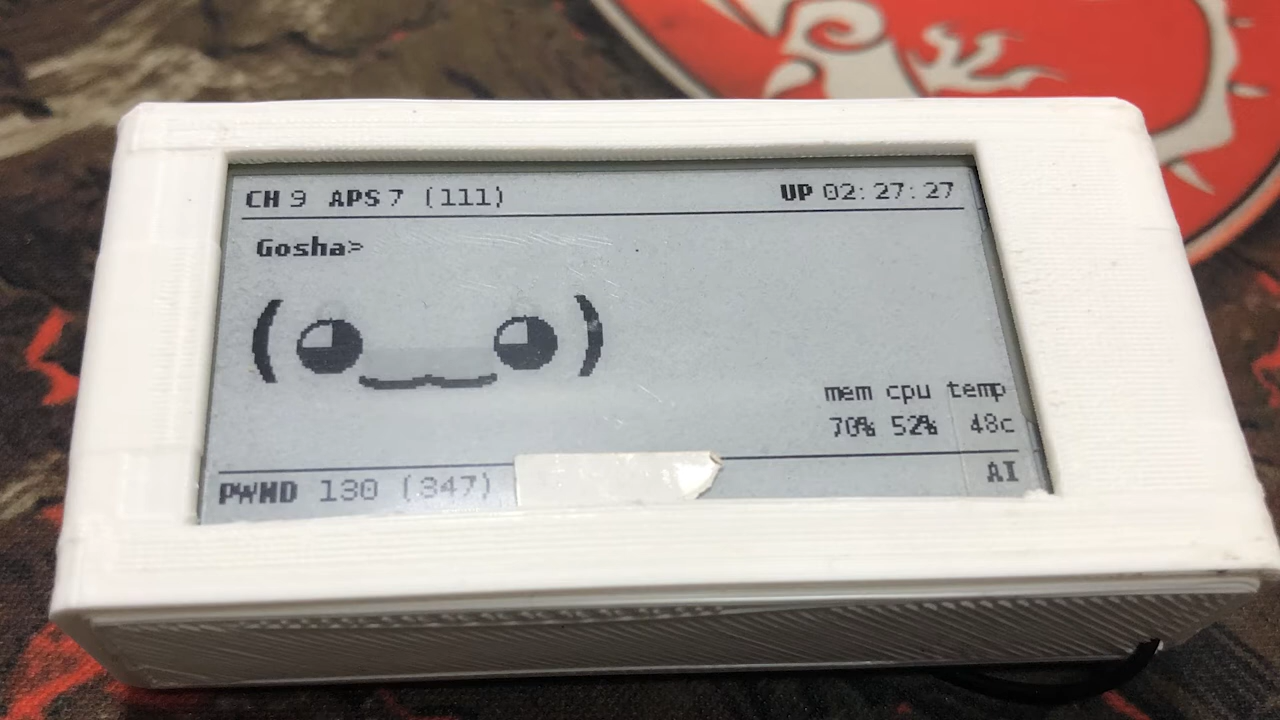 CH 9 APS 7 (111) UP 02:27:27
Gosha>
mem cpu temp
70% 52% 48c
PWND 130 (347)
AI